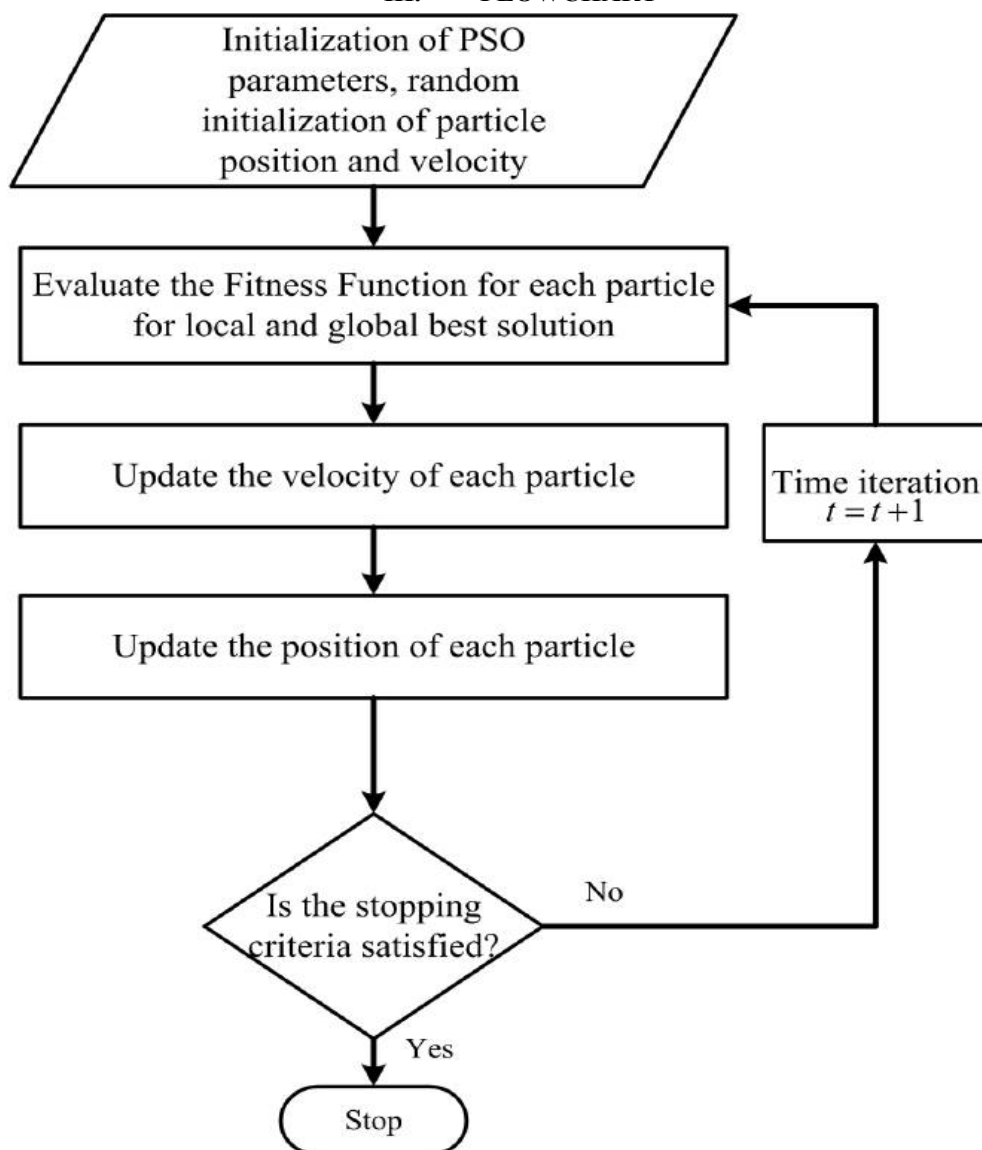 Initialization of PSO
parameters, random
initialization of particle
position and velocity
Evaluate the Fitness Function for each particle
for local and global best solution
Update the velocity of each particle
Time iteration
t = t +1
Update the position of each particle
Is the stopping
criteria satisfied?
No
Yes
Stop